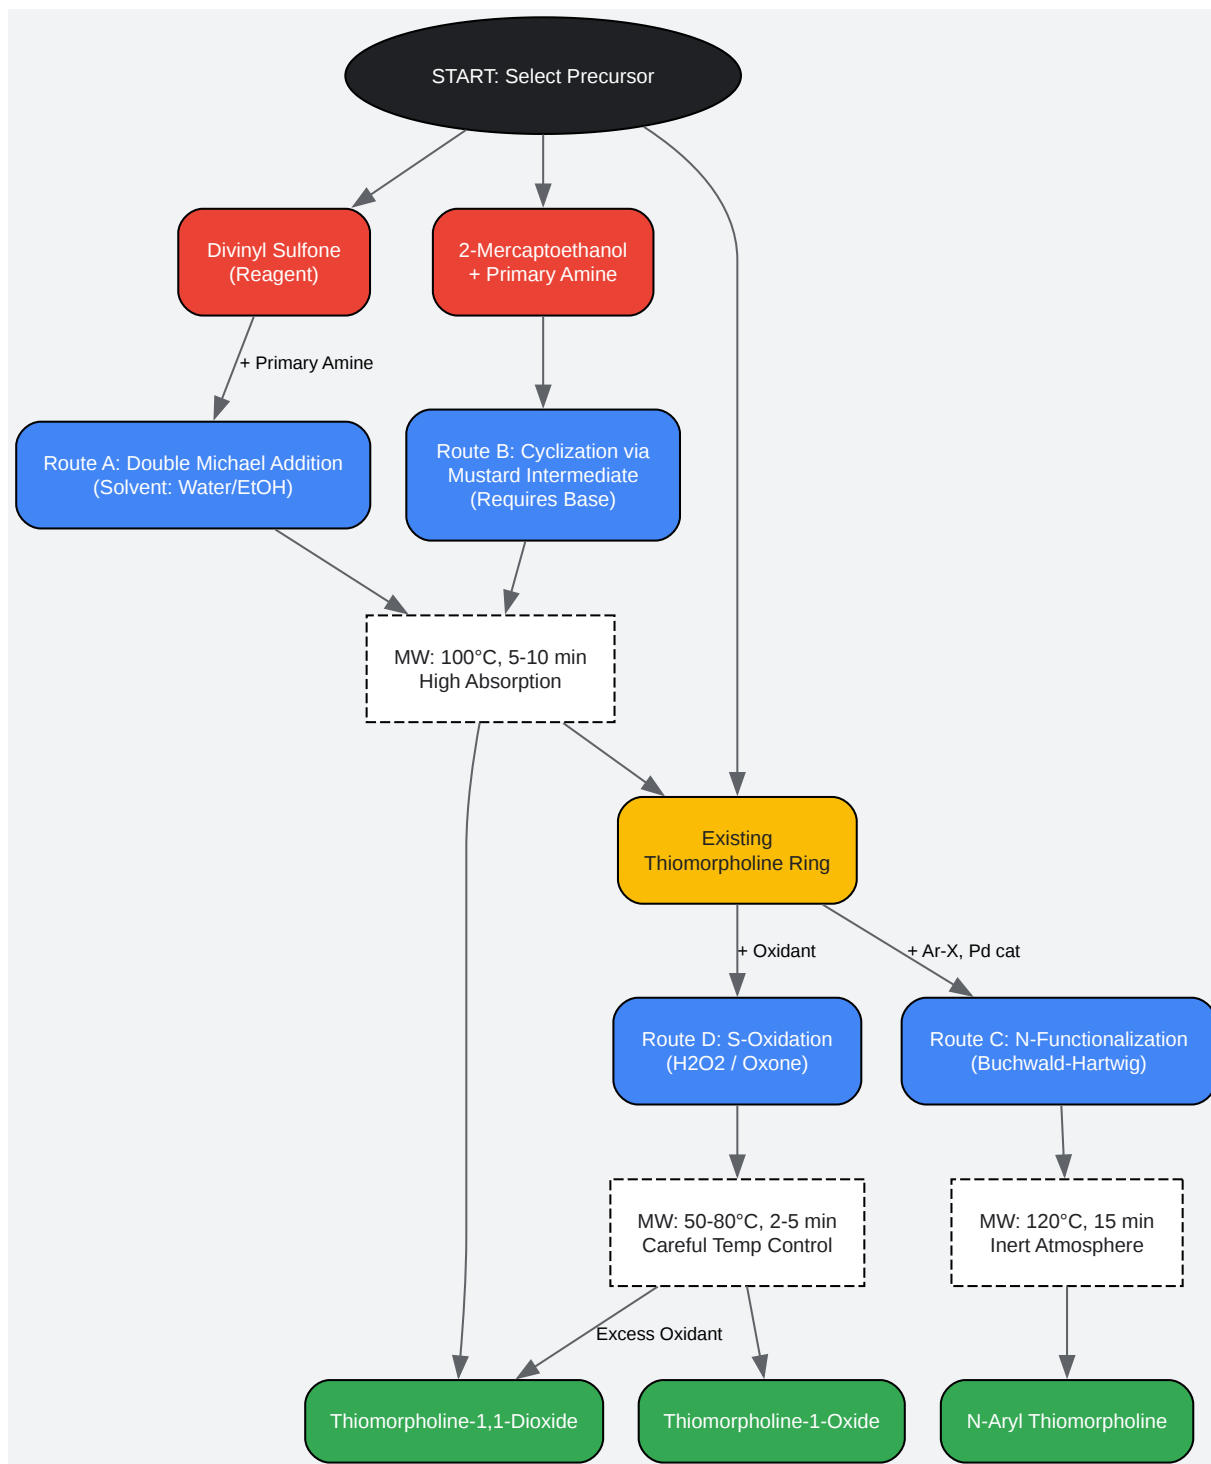 START: Select Precursor
Divinyl Sulfone
(Reagent)
2-Mercaptoethanol
+ Primary Amine
+ Primary Amine
Route A: Double Michael Addition
(Solvent: Water/EtOH)
Route B: Cyclization via
Mustard Intermediate
(Requires Base)
MW: 100°C, 5-10 min
High Absorption
Existing
Thiomorpholine Ring
+ Oxidant
+ Ar-X, Pd cat
Route D: S-Oxidation
(H2O2 / Oxone)
Route C: N-Functionalization
(Buchwald-Hartwig)
MW: 50-80°C, 2-5 min
Careful Temp Control
MW: 120°C, 15 min
Inert Atmosphere
Excess Oxidant
Thiomorpholine-1,1-Dioxide
Thiomorpholine-1-Oxide
N-Aryl Thiomorpholine